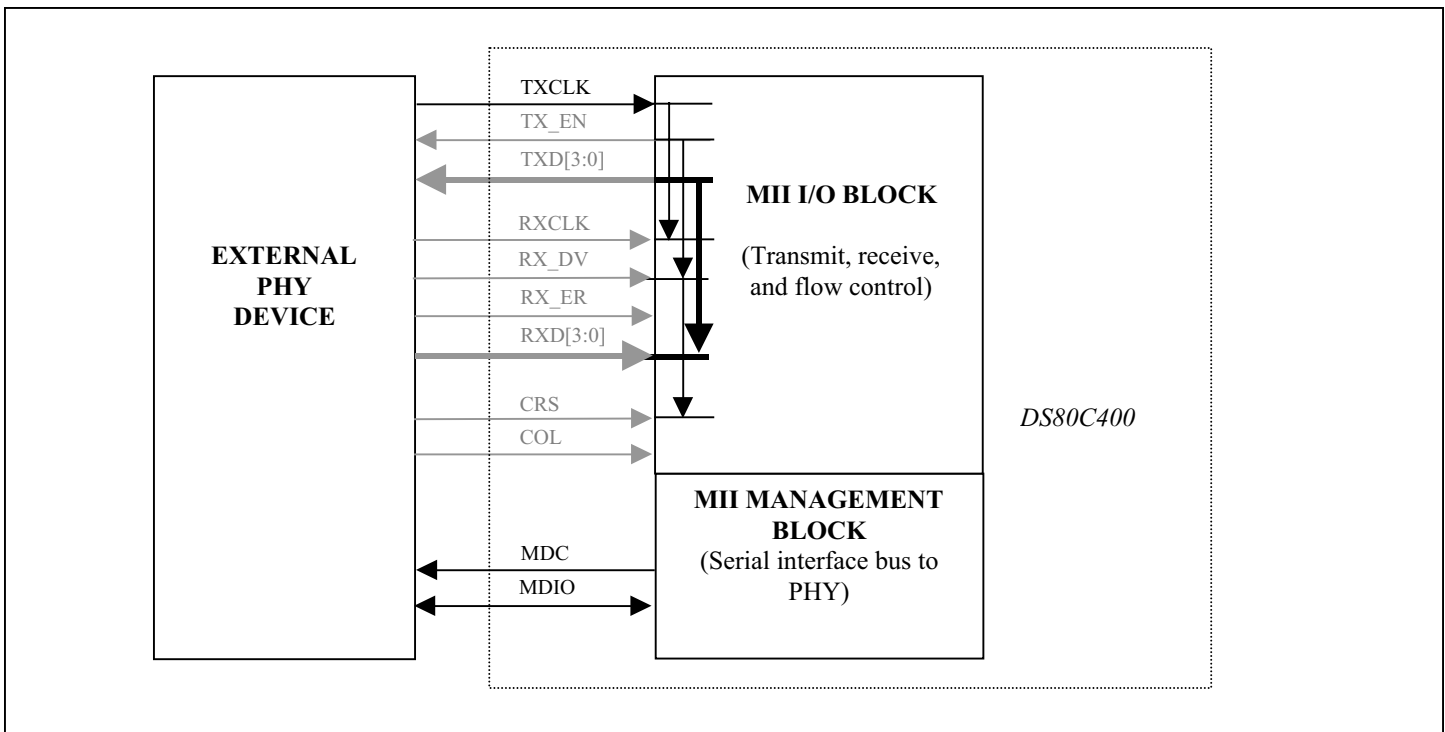 TXCLK
TX_EN
TXD[3:0]
RXCLK
RX_DV
RX_ER
RXD[3:0]
CRS
COL
MDC
MDIO
EXTERNAL
PHY
DEVICE
MII I/O BLOCK
(Transmit, receive,
and flow control)
MII MANAGEMENT
BLOCK
(Serial interface bus to
PHY)
DS80C400